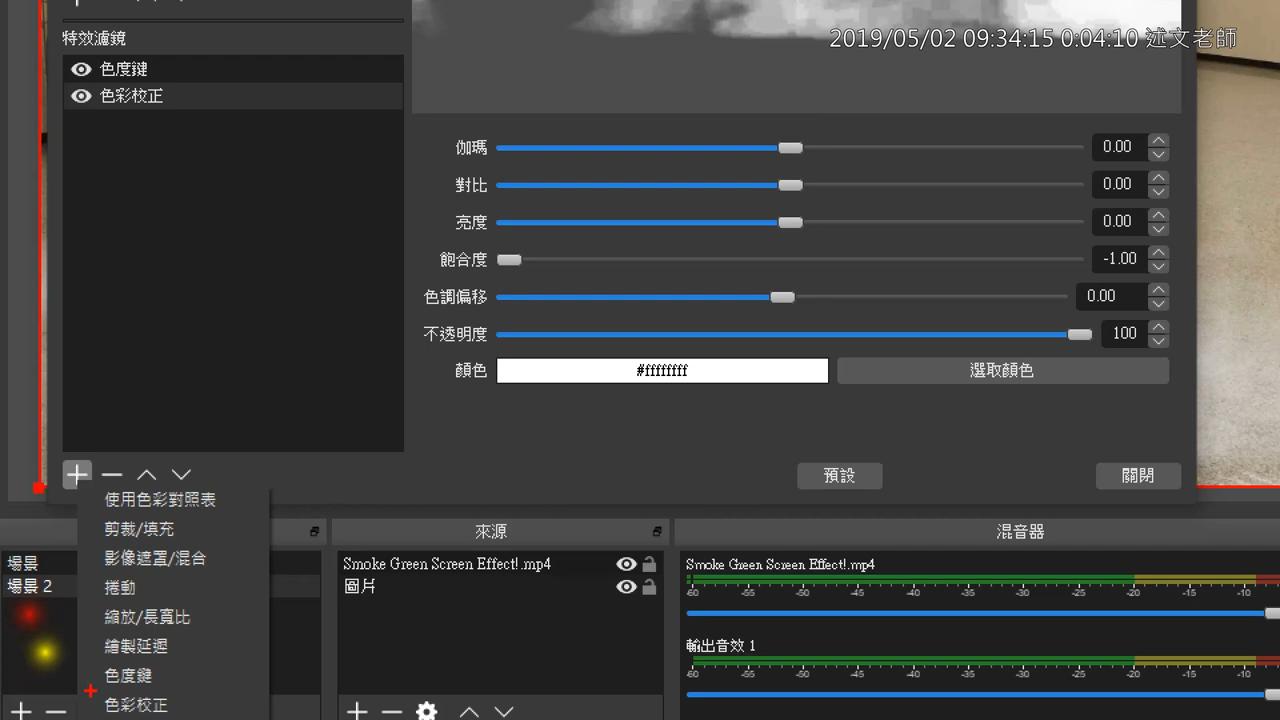 2019/05/02 09:34:15 0:04:10 述文老師
特效濾鏡
色度鍵
色彩校正
伽瑪 0.00
對比 0.00
亮度 0.00
飽合度 -1.00
色調偏移 0.00
不透明度 100
顏色 #ffffffff 選取顏色
預設 關閉
使用色彩對照表
剪裁/填充
影像遮罩/混合
捲動
縮放/長寬比
繪製延遲
色度鍵
色彩校正
場景
場景 2
來源
Smoke Green Screen Effect!.mp4
圖片
混音器
Smoke Green Screen Effect!.mp4
-60 -55 -50 -45 -40 -35 -30 -25 -20 -15 -10
輸出音效 1
-60 -55 -50 -45 -40 -35 -30 -25 -20 -15 -10